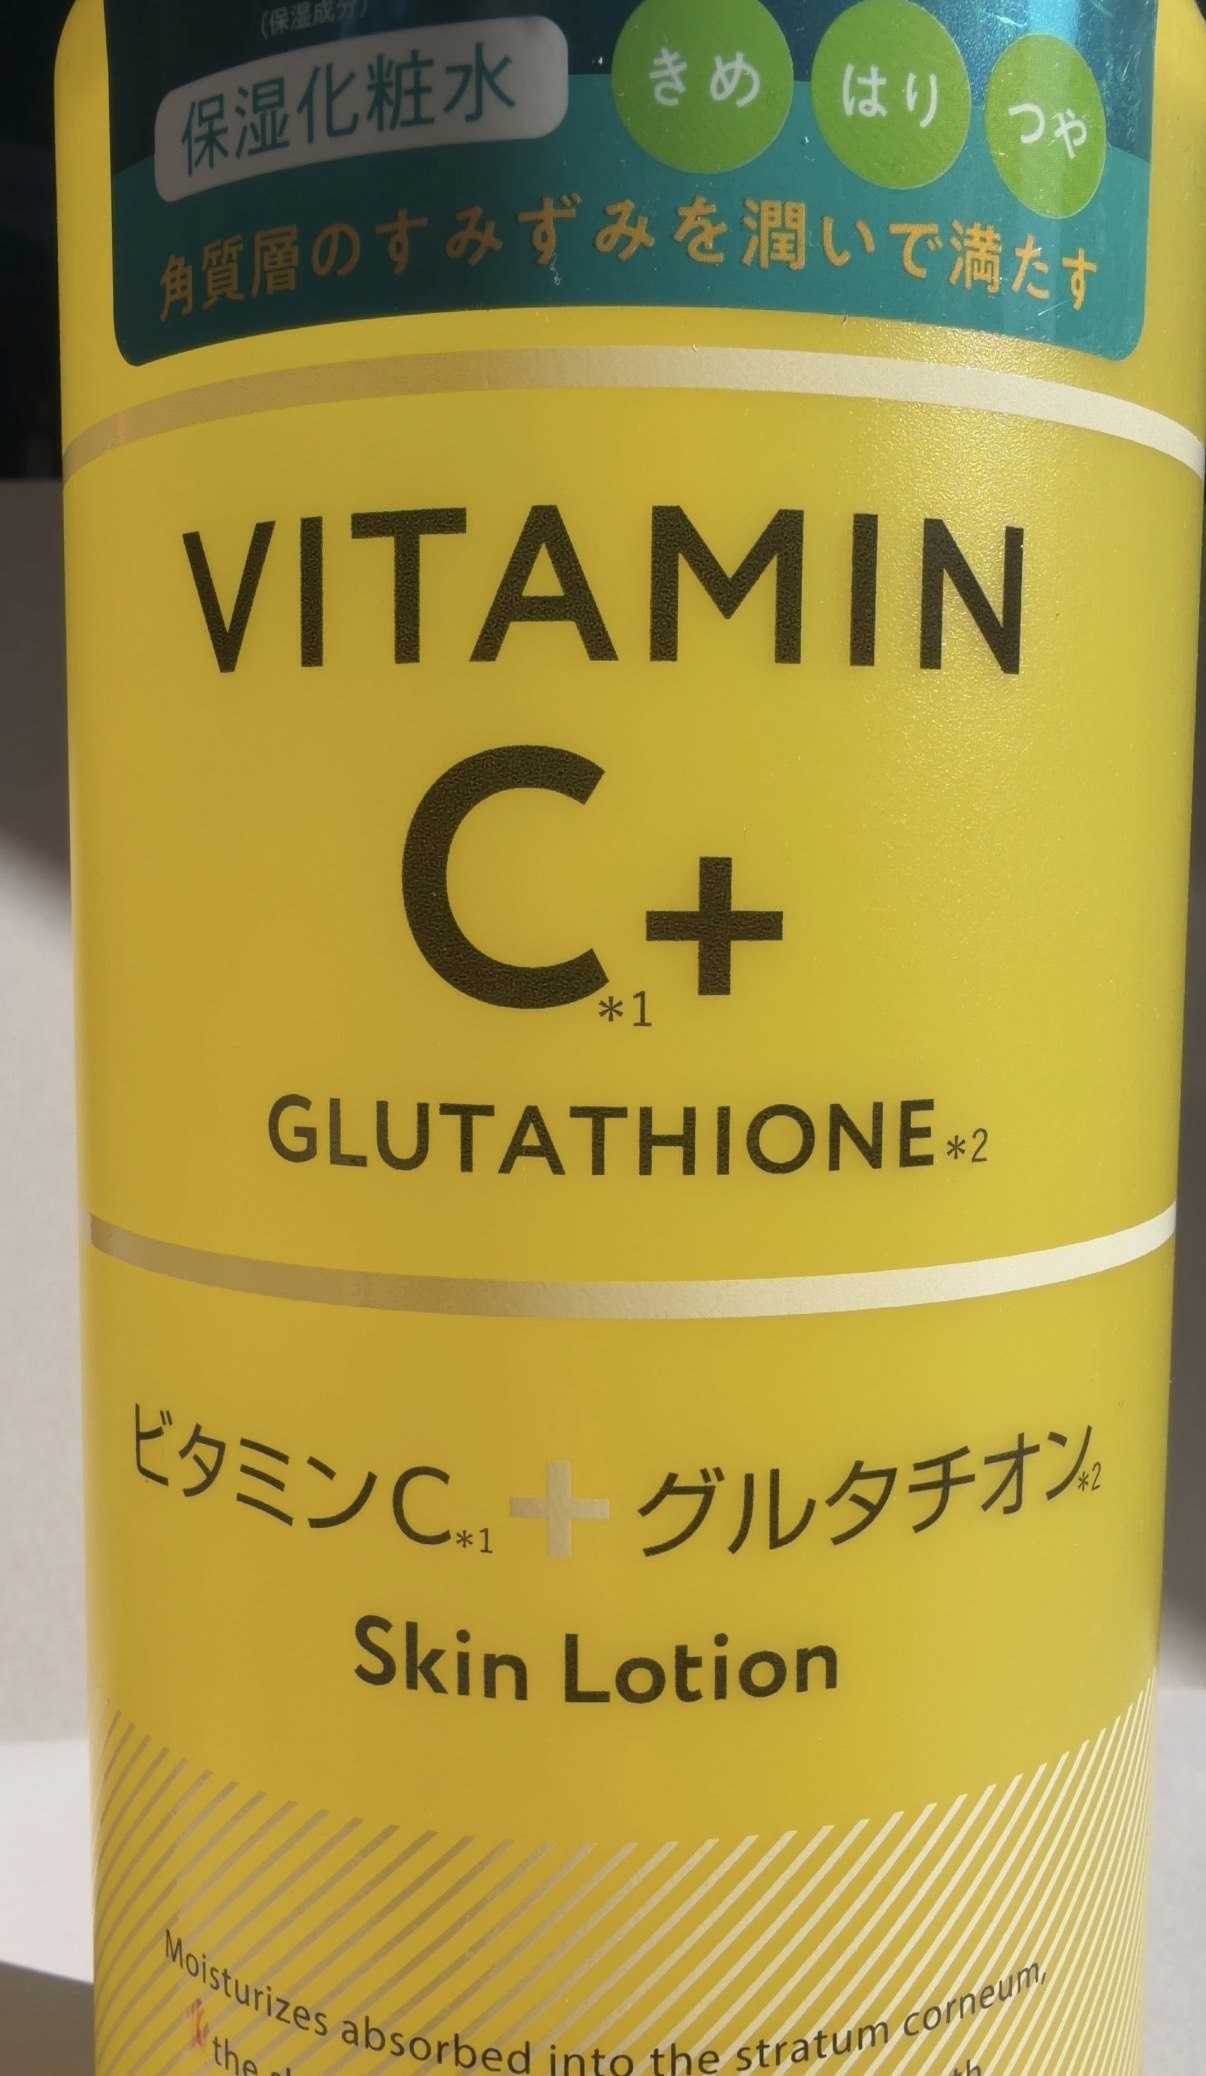 (保湿成分)
保湿化粧水 きめ はり つや
角質層のすみずみを潤いで満たす
VITAMIN
C*1+
GLUTATHIONE*2
ビタミンC*1+グルタチオン*2
Skin Lotion
Moisturizes absorbed into the stratum corneum,
the